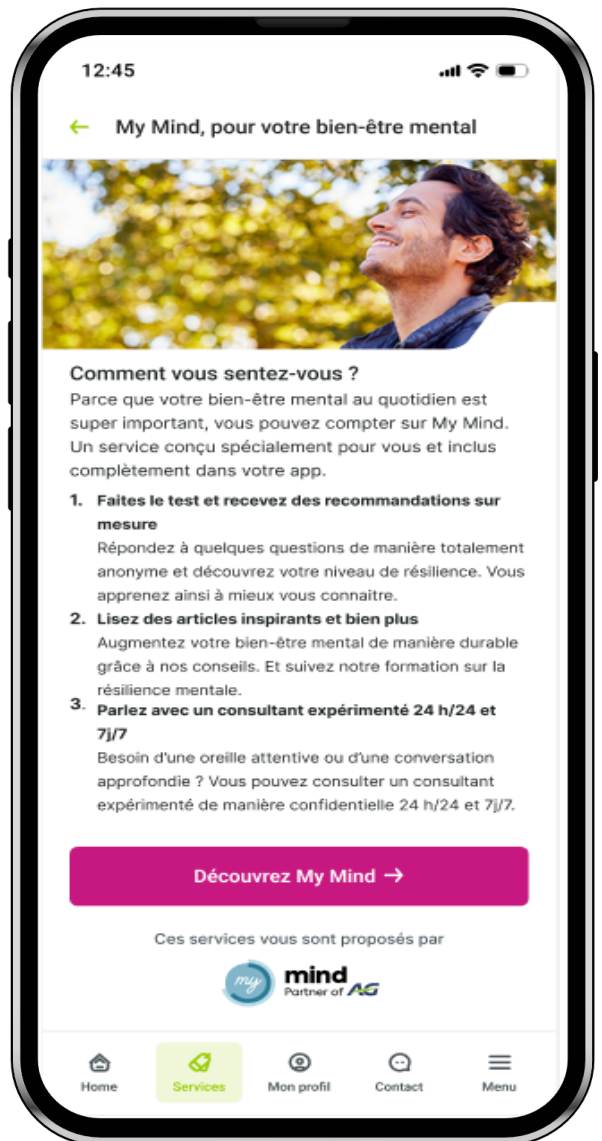 12:45
My Mind, pour votre bien-être mental
Comment vous sentez-vous ?
Parce que votre bien-être mental au quotidien est
super important, vous pouvez compter sur My Mind.
Un service conçu spécialement pour vous et inclus
complètement dans votre app.
1. Faites le test et recevez des recommandations sur
mesure
Répondez à quelques questions de manière totalement
anonyme et découvrez votre niveau de résilience. Vous
apprenez ainsi à mieux vous connaitre.
2. Lisez des articles inspirants et bien plus
Augmentez votre bien-être mental de manière durable
grâce à nos conseils. Et suivez notre formation sur la
résilience mentale.
3. Parlez avec un consultant expérimenté 24 h/24 et
7j/7
Besoin d'une oreille attentive ou d'une conversation
approfondie ? Vous pouvez consulter un consultant
expérimenté de manière confidentielle 24 h/24 et 7j/7.
Découvrez My Mind →
Ces services vous sont proposés par
my mind
Partner of AG
Home Services Mon profil Contact Menu